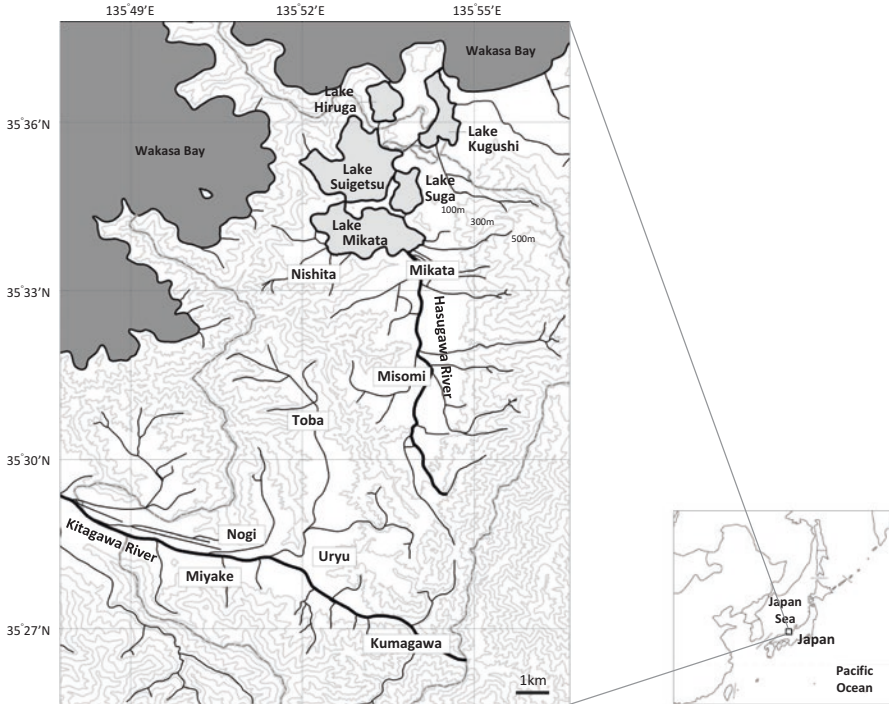 135°49'E
135°52'E
135°55'E
Wakasa Bay
Lake
Hiruga
35°36'N
Lake
Kugushi
Wakasa Bay
Lake
Suigetsu
Lake
Suga
100m
300m
500m
Lake
Mikata
Nishita
Mikata
35°33'N
Hasugawa River
Misomi
Toba
35°30'N
Kitagawa River
Nogi
Uryu
Miyake
35°27'N
Kumagawa
1km
Japan
Sea
Japan
Pacific
Ocean